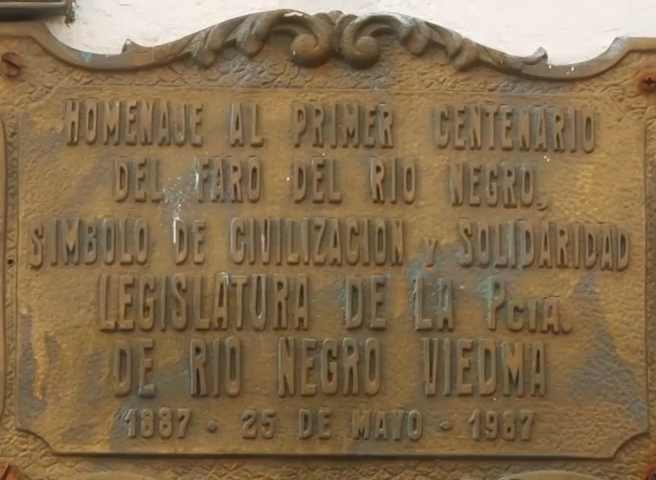 HOMENAJE AL PRIMER CENTENARIO
DEL FARO DEL RIO NEGRO,
SIMBOLO DE CIVILIZACION y SOLIDARIDAD
LEGISLATURA DE LA Pcia.
DE RIO NEGRO VIEDMA
1887 - 25 DE MAYO - 1987